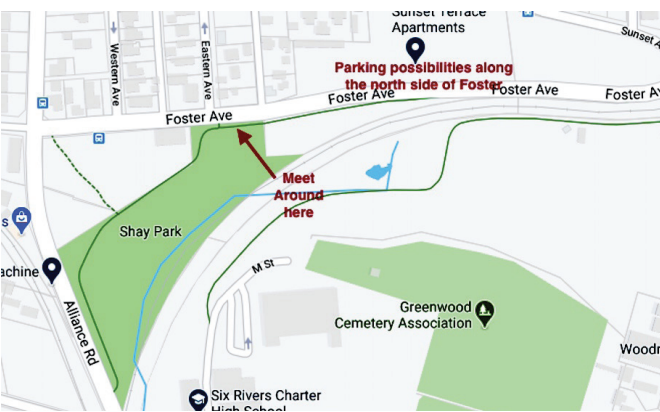 Sunset Terrace
Apartments
Sunset A
Western Ave
Eastern Ave
Parking possibilities along
the north side of Foster
Foster Ave
Foster Ave
Foster Ave
Foster A
Meet
Around
here
Shay Park
s
achine
M St
Alliance Rd
Greenwood
Cemetery Association
Woodr
Six Rivers Charter
High School